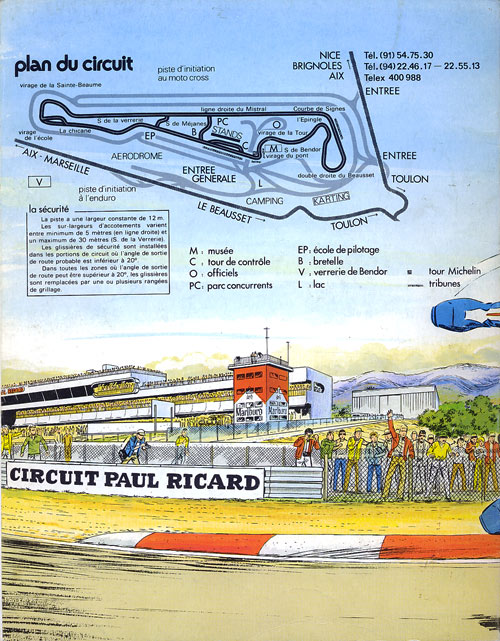 plan du circuit
piste d'initiation
au moto cross
NICE
BRIGNOLES
AIX
Tél. (91) 54.75.30
Tél. (94) 22.46.17 — 22.55.13
Telex 400 988
ENTREE
virage de la Sainte-Beaume
ligne droite du Mistral
Courbe de Signes
S de la verrerie
S de Méjanes
PC
STANDS
l'Epingle
O
virage de la Tour
virage
de l'école
La chicane
EP
B
C
M
S de Bendor
virage du pont
AIX - MARSEILLE
AERODROME
ENTREE
GENERALE
ENTREE
double droite du Beausset
TOULON
L
V
piste d'initiation
à l'enduro
CAMPING
KARTING
LE BEAUSSET
TOULON
la sécurité
La piste a une largeur constante de 12 m.
Les sur-largeurs d'accotements varient
entre minimum de 5 mètres (en ligne droite) et
un maximum de 30 mètres (S. de la Verrerie).
Les glissières de sécurité sont installées
dans les portions de circuit où l'angle de sortie
de route probable est inférieur à 20°.
Dans toutes les zones où l'angle de sortie
de route peut être supérieur à 20°, les glissières
sont remplacées par une ou plusieurs rangées
de grillage.
M : musée
C : tour de contrôle
O : officiels
PC: parc concurrents
EP: école de pilotage
B : bretelle
V : verrerie de Bendor
L : lac
tour Michelin
tribunes
Marlboro
Marlboro
CIRCUIT PAUL RICARD